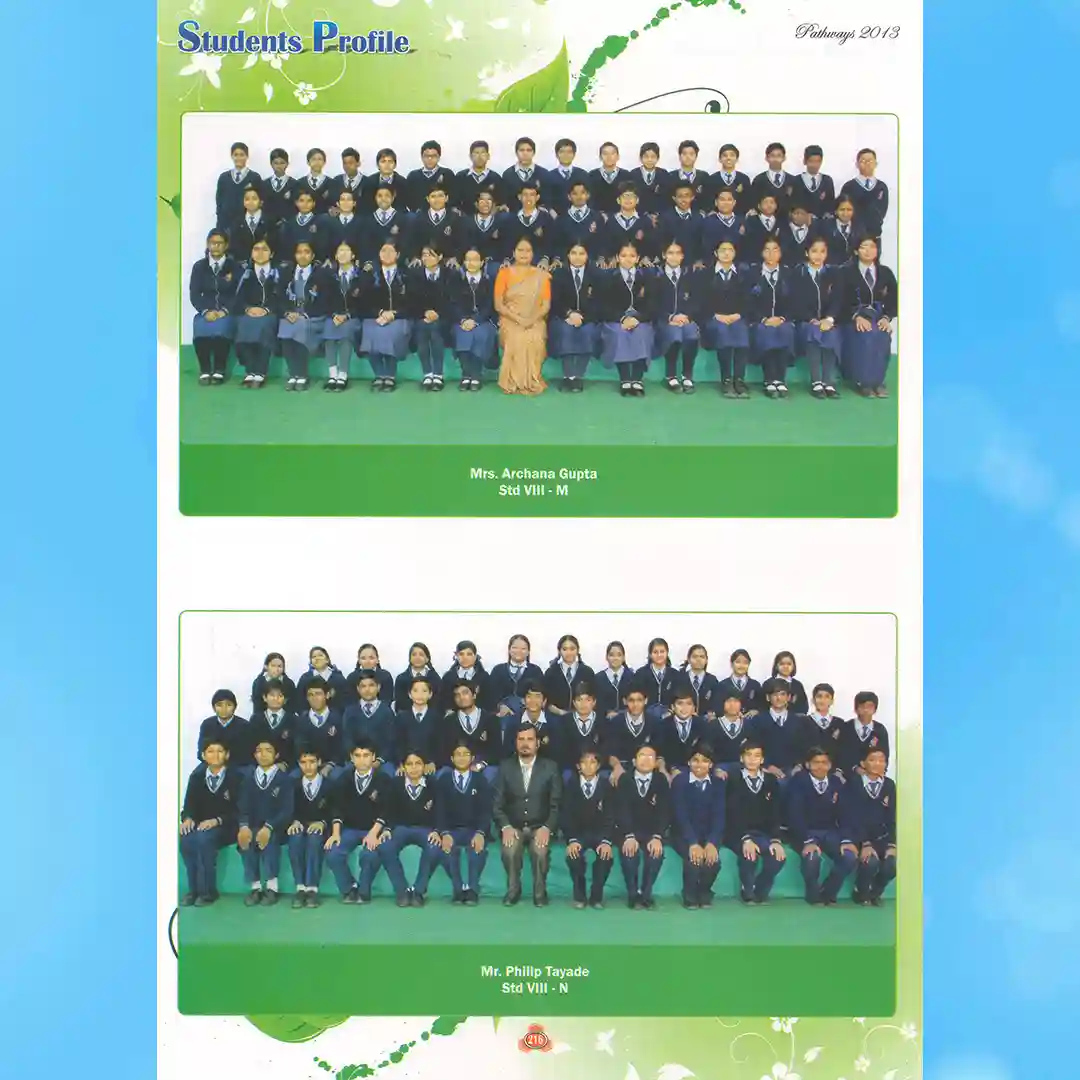 Students Profile
Pathways 2013
Mrs. Archana Gupta
Std VIII - M
Mr. Philip Tayade
Std VIII - N
216